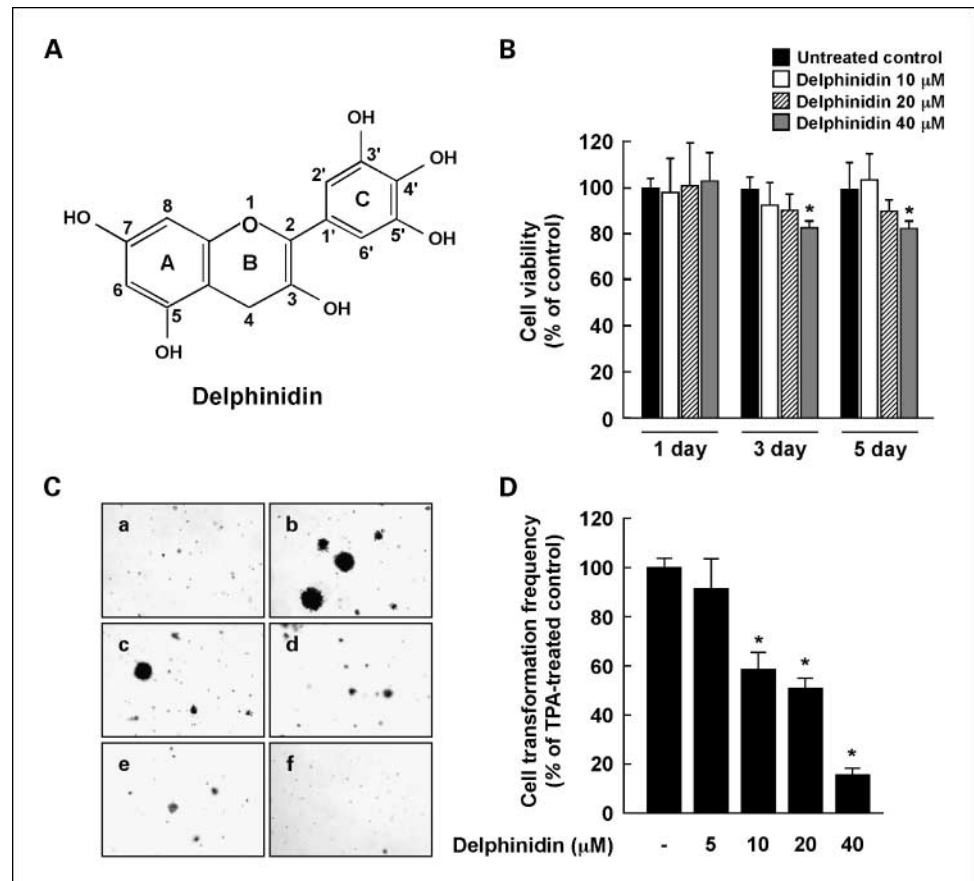 A
OH
3'
OH
2'
4'
C
HO
8
1
O
2
1'
5'
OH
7
6'
A
B
6
3
OH
5
4
OH
Delphinidin
B
Untreated control
Delphinidin 10 μM
Delphinidin 20 μM
Delphinidin 40 μM
Cell viability
(% of control)
120
100
80
60
40
20
0
*
*
1 day 3 day 5 day
C
a
b
c
d
e
f
D
Cell transformation frequency
(% of TPA-treated control)
120
100
80
60
40
20
0
*
*
*
Delphinidin (μM) - 5 10 20 40